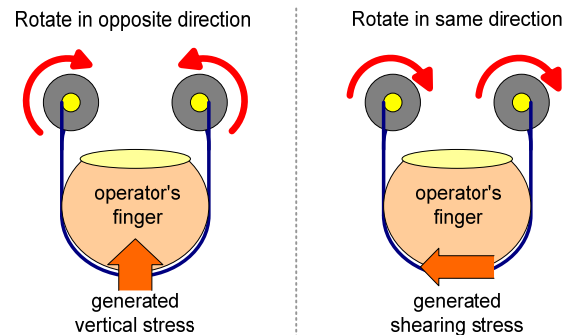 Rotate in opposite direction
operator's
finger
generated
vertical stress
Rotate in same direction
operator's
finger
generated
shearing stress